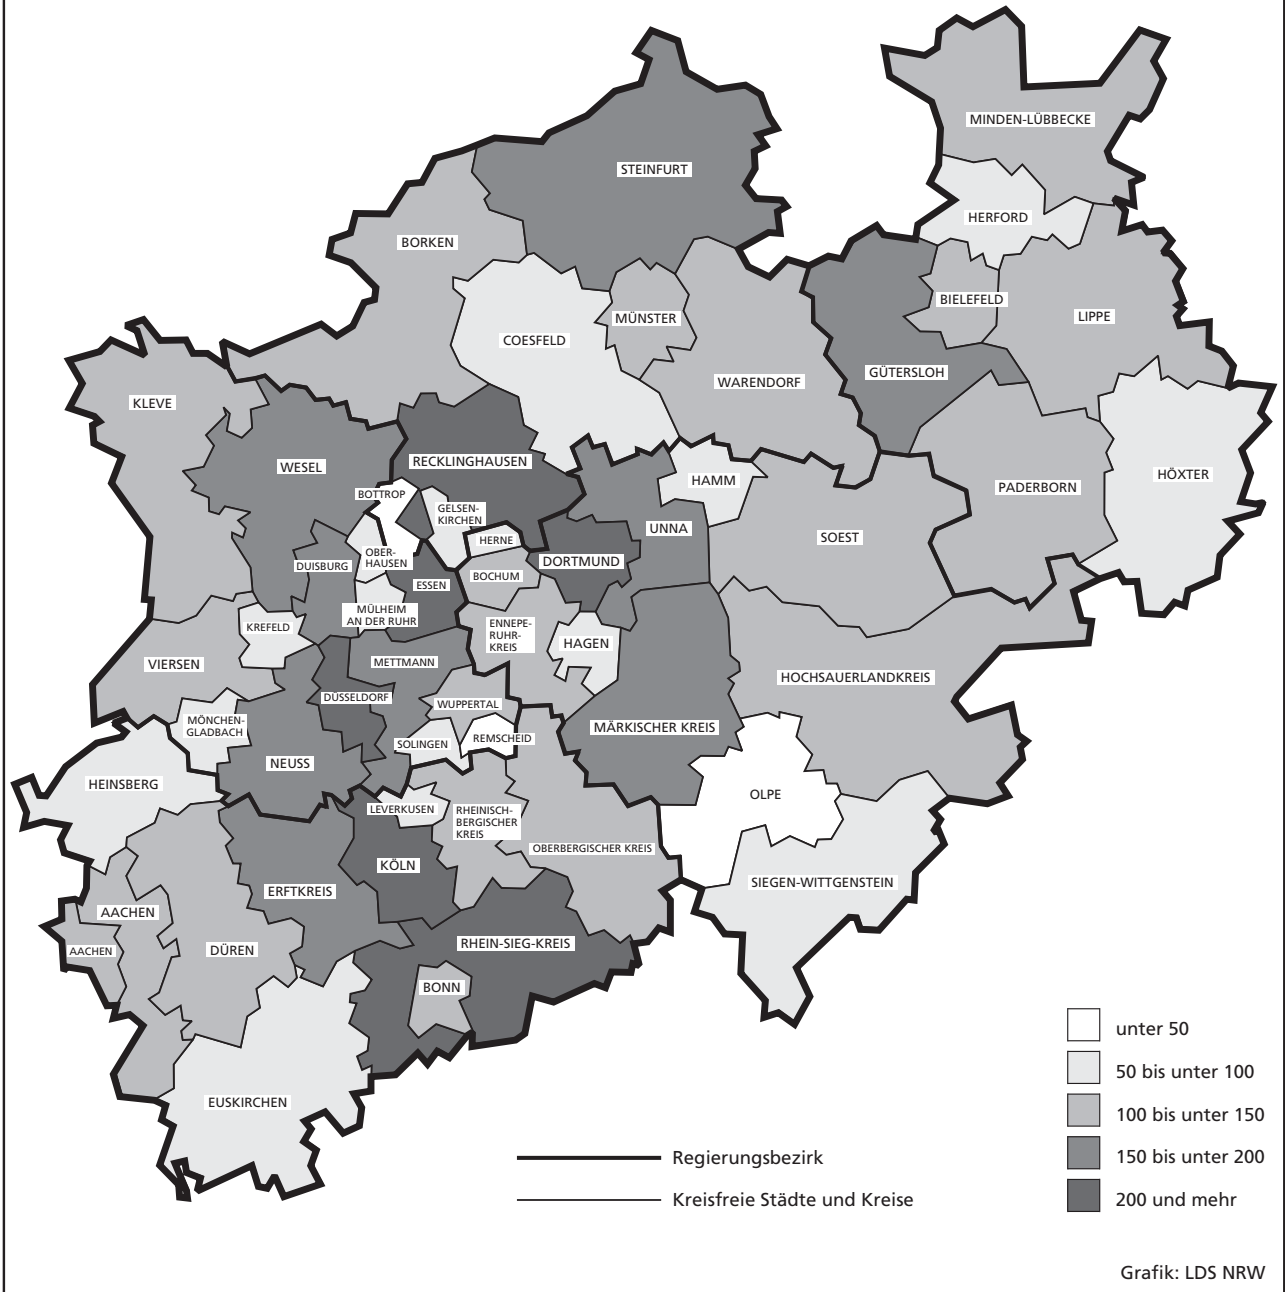 MINDEN-LÜBBECKE
STEINFURT
HERFORD
BORKEN
BIELEFELD
LIPPE
MÜNSTER
COESFELD
GÜTERSLOH
WARENDORF
KLEVE
RECKLINGHAUSEN
WESEL
HÖXTER
HAMM
PADERBORN
BOTTROP
GELSEN-
KIRCHEN
UNNA
SOEST
HERNE
OBER-
HAUSEN
DORTMUND
DUISBURG
BOCHUM
ESSEN
MÜLHEIM
AN DER RUHR
KREFELD
ENNEPE-
RUHR-
KREIS
HAGEN
VIERSEN
METTMANN
HOCHSAUERLANDKREIS
DÜSSELDORF
WUPPERTAL
MÖNCHEN-
GLADBACH
MÄRKISCHER KREIS
REMSCHEID
SOLINGEN
NEUSS
HEINSBERG
OLPE
LEVERKUSEN
RHEINISCH-
BERGISCHER
KREIS
OBERBERGISCHER KREIS
KÖLN
SIEGEN-WITTGENSTEIN
ERFTKREIS
AACHEN
RHEIN-SIEG-KREIS
DÜREN
AACHEN
BONN
EUSKIRCHEN
unter 50
50 bis unter 100
100 bis unter 150
150 bis unter 200
200 und mehr
Regierungsbezirk
Kreisfreie Städte und Kreise
Grafik: LDS NRW